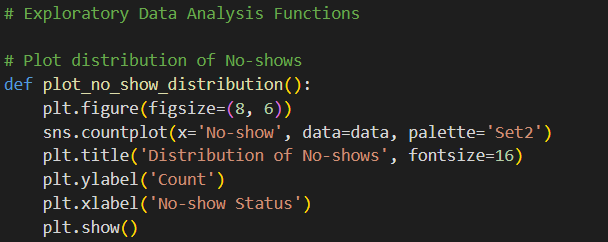 # Exploratory Data Analysis Functions
# Plot distribution of No-shows
def plot_no_show_distribution():
    plt.figure(figsize=(8, 6))
    sns.countplot(x='No-show', data=data, palette='Set2')
    plt.title('Distribution of No-shows', fontsize=16)
    plt.ylabel('Count')
    plt.xlabel('No-show Status')
    plt.show()